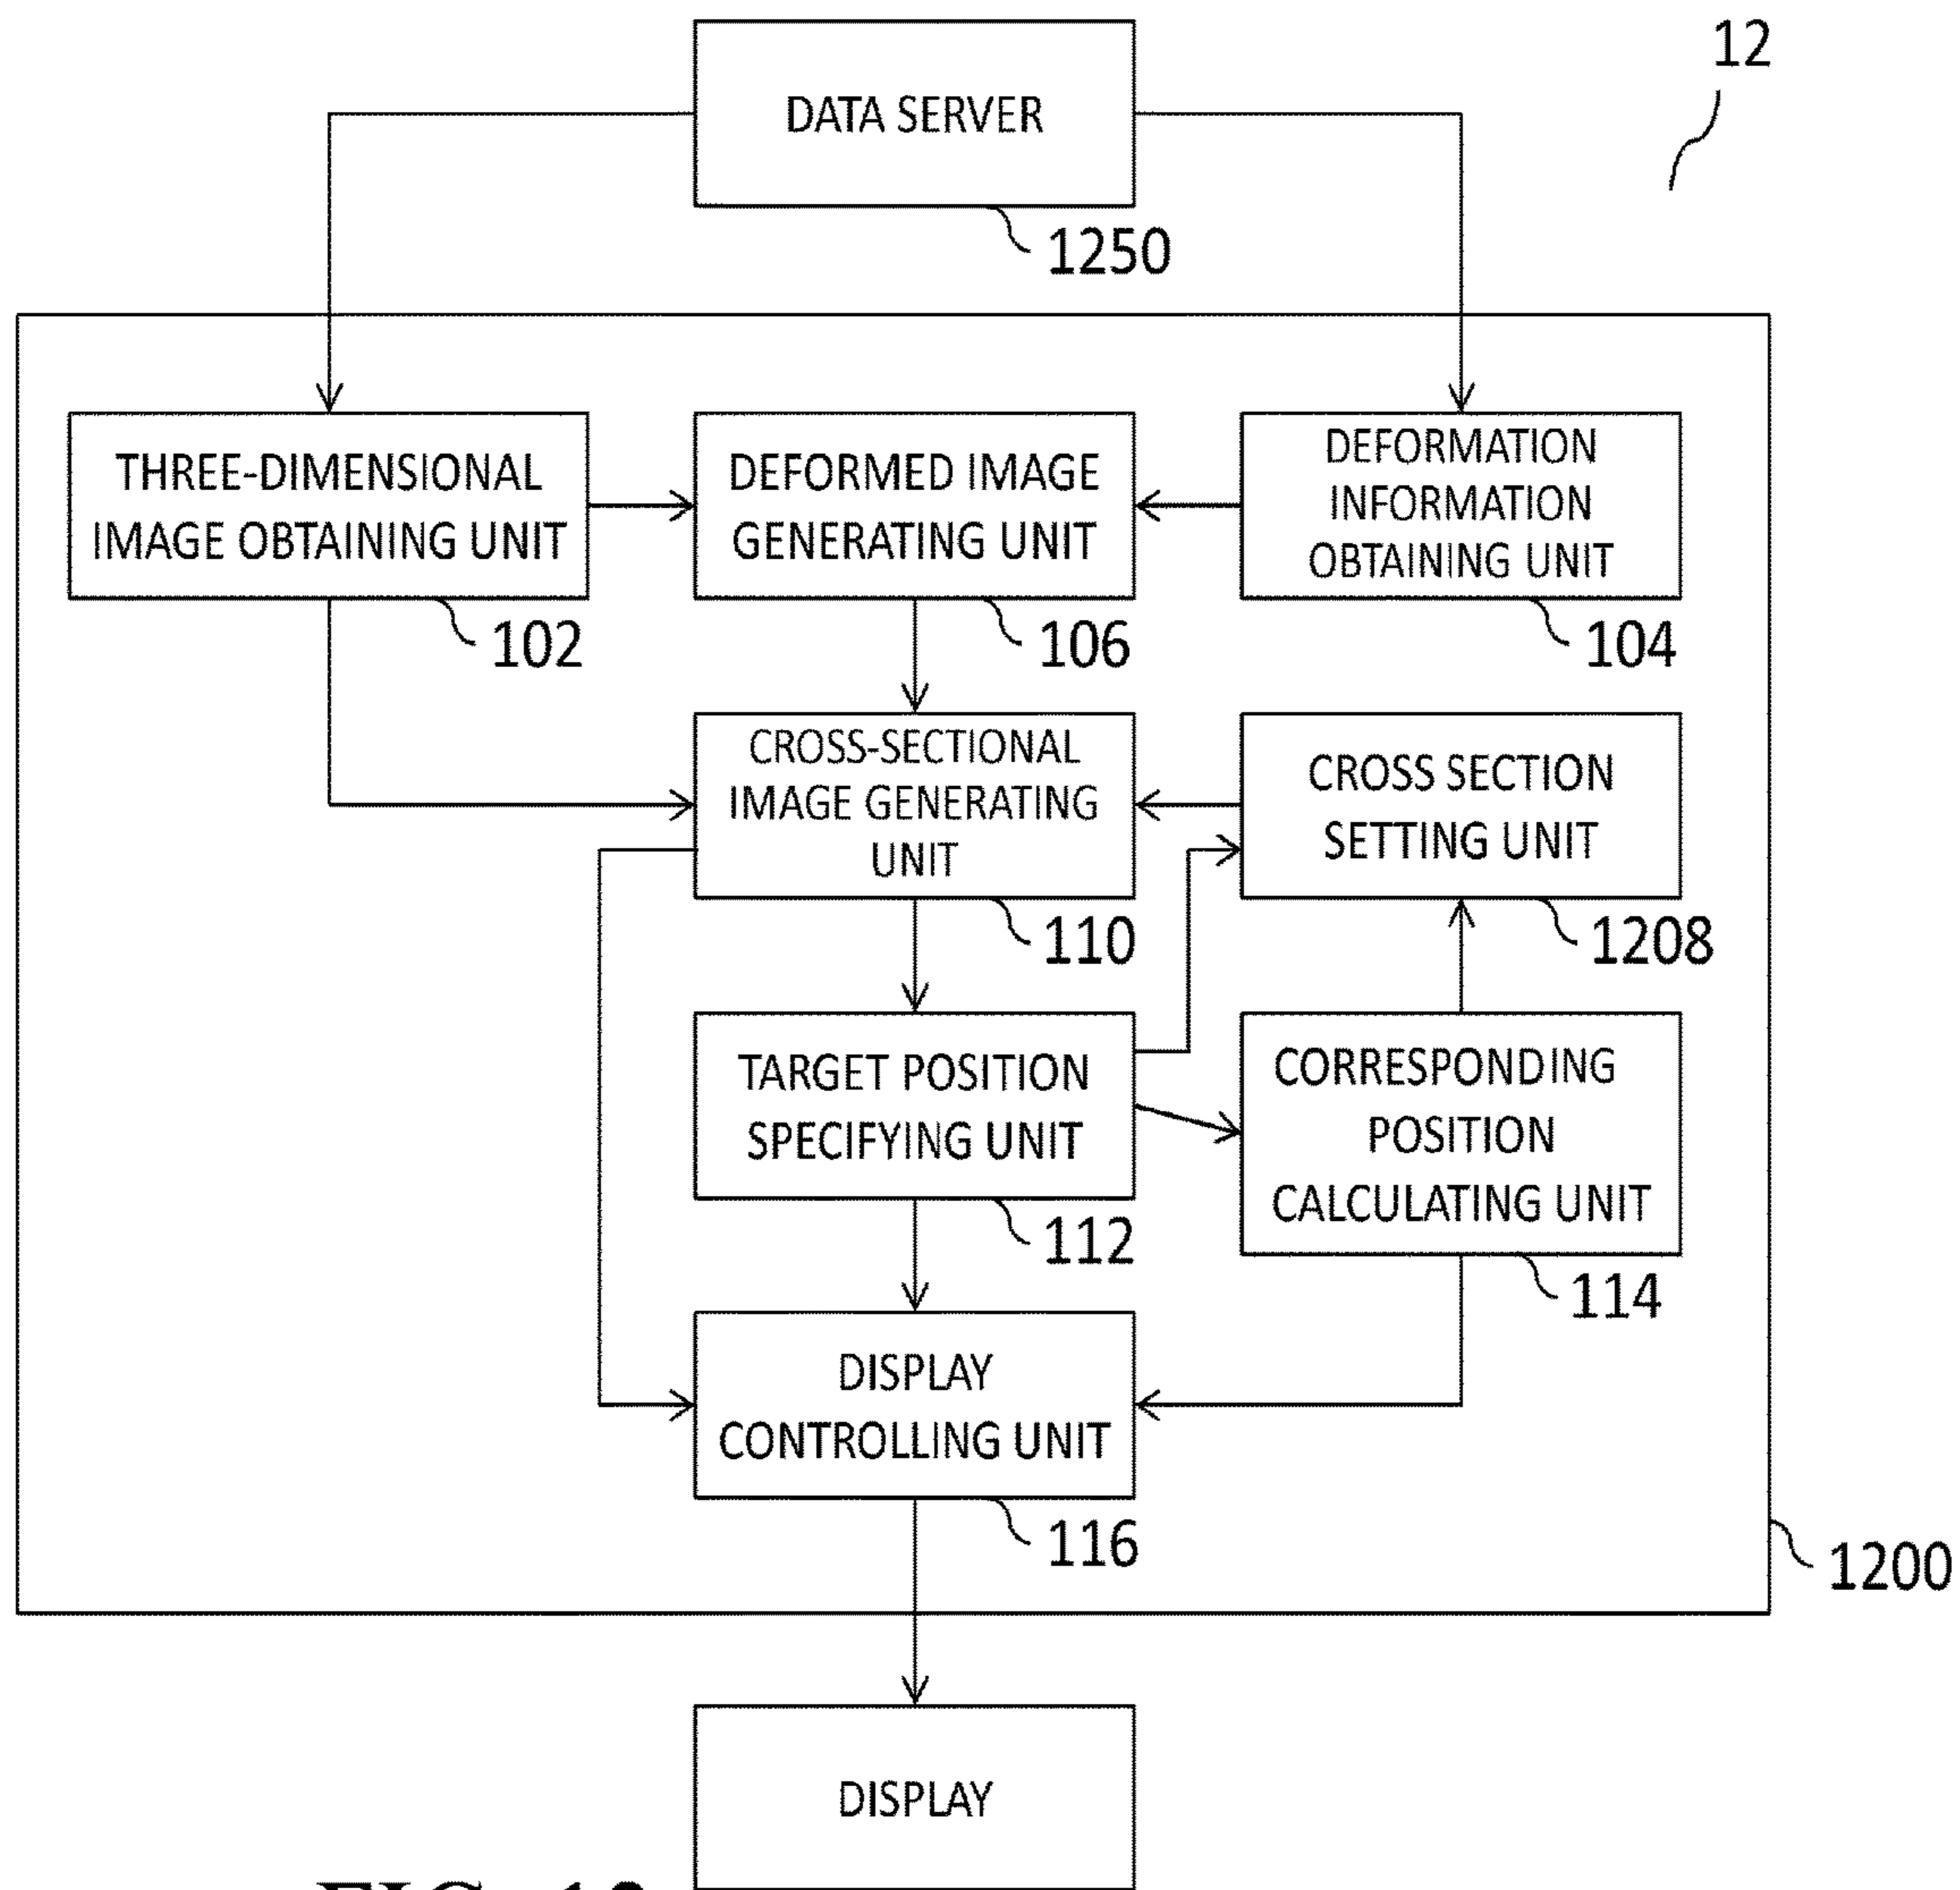 12
DATA SERVER
1250
THREE-DIMENSIONAL
IMAGE OBTAINING UNIT
102
DEFORMED IMAGE
GENERATING UNIT
106
DEFORMATION
INFORMATION
OBTAINING UNIT
104
CROSS-SECTIONAL
IMAGE GENERATING
UNIT
110
CROSS SECTION
SETTING UNIT
1208
TARGET POSITION
SPECIFYING UNIT
112
CORRESPONDING
POSITION
CALCULATING UNIT
114
DISPLAY
CONTROLLING UNIT
116
1200
DISPLAY